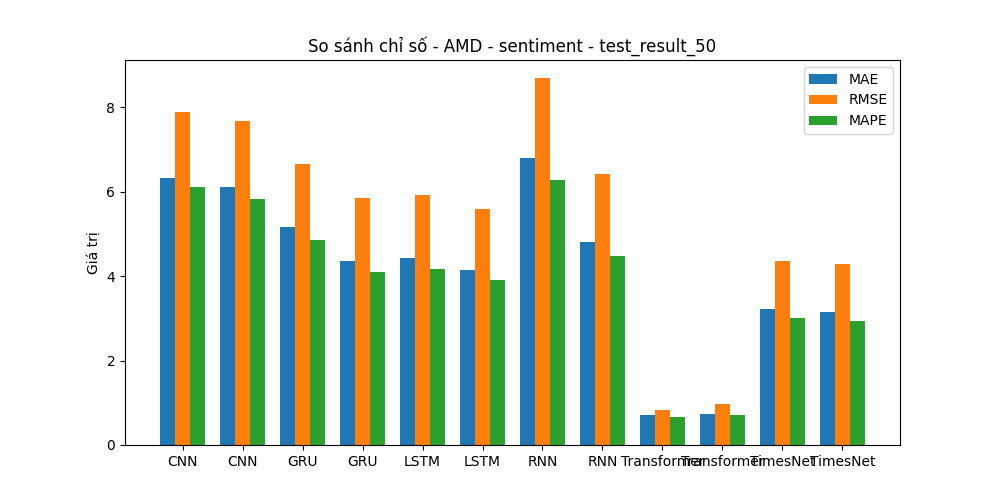 So sánh chỉ số - AMD - sentiment - test_result_50
MAE
RMSE
MAPE
Giá trị
8
6
4
2
0
CNN CNN GRU GRU LSTM LSTM RNN RNN Transformer Transformer TimesNet TimesNet